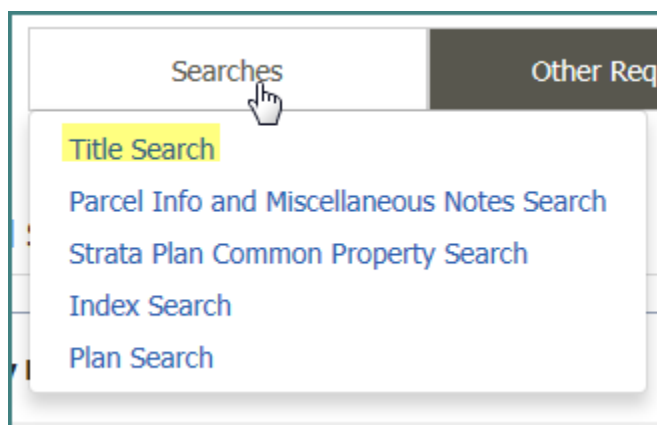 Searches
Other Req
Title Search
Parcel Info and Miscellaneous Notes Search
Strata Plan Common Property Search
Index Search
Plan Search